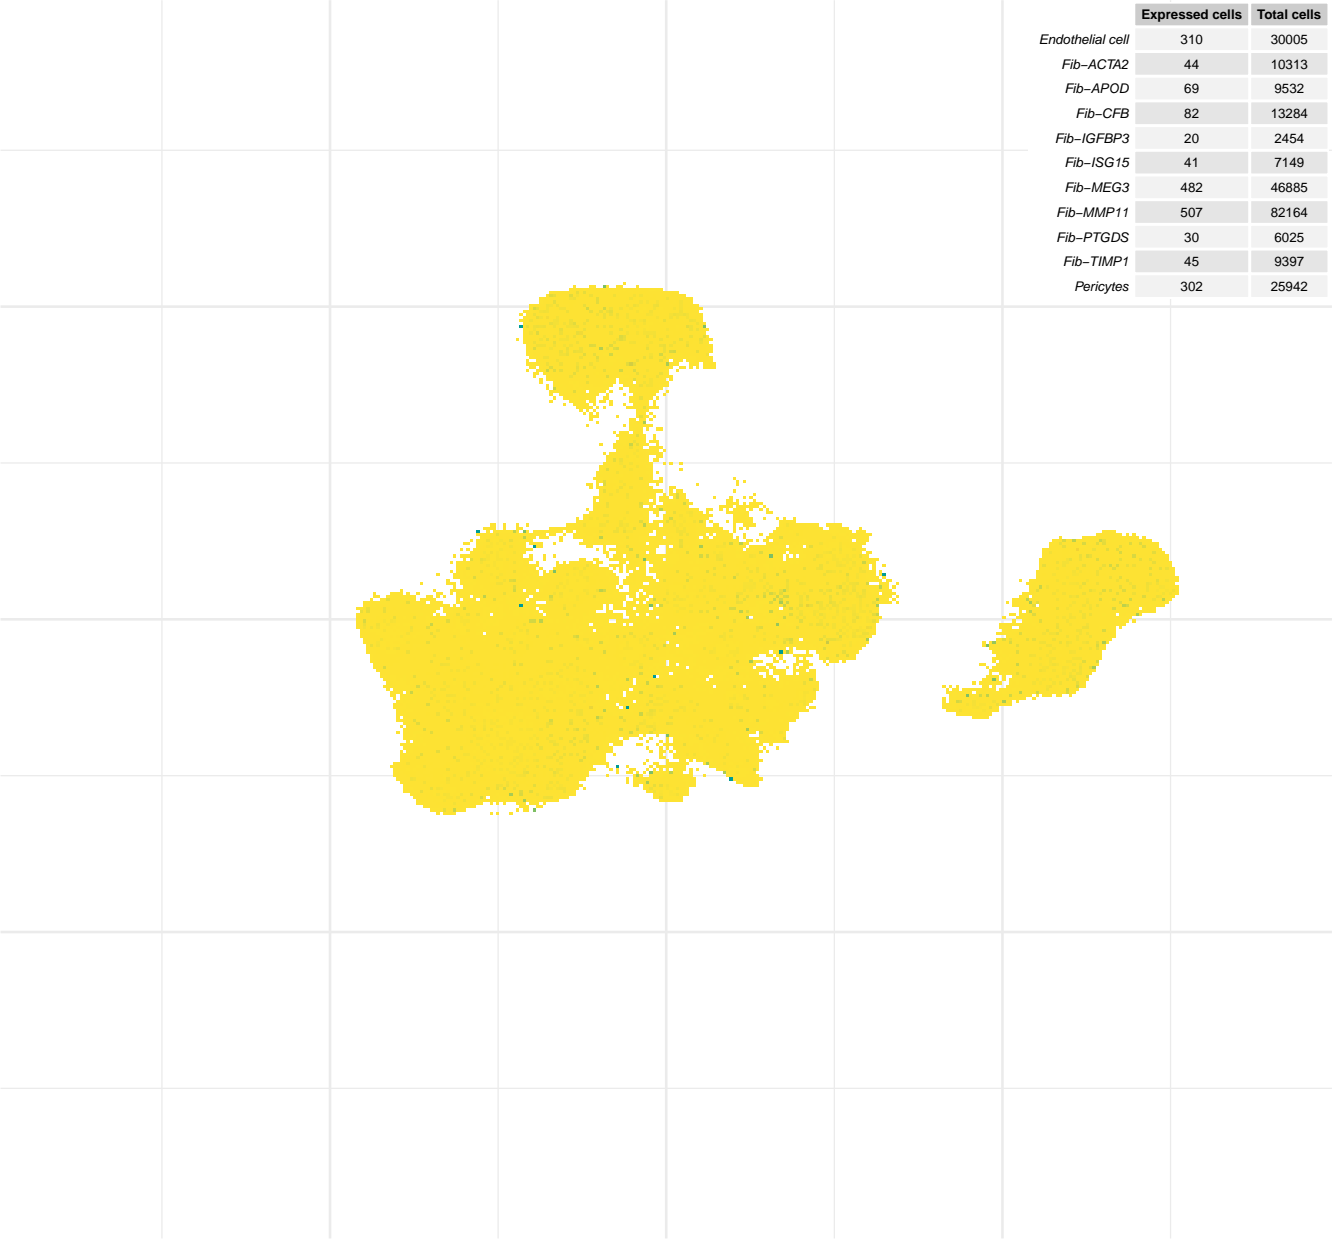 Expressed cells Total cells
Endothelial cell 310 30005
Fib−ACTA2 44 10313
Fib−APOD 69 9532
Fib−CFB 82 13284
Fib−IGFBP3 20 2454
Fib−ISG15 41 7149
Fib−MEG3 482 46885
Fib−MMP11 507 82164
Fib−PTGDS 30 6025
Fib−TIMP1 45 9397
Pericytes 302 25942